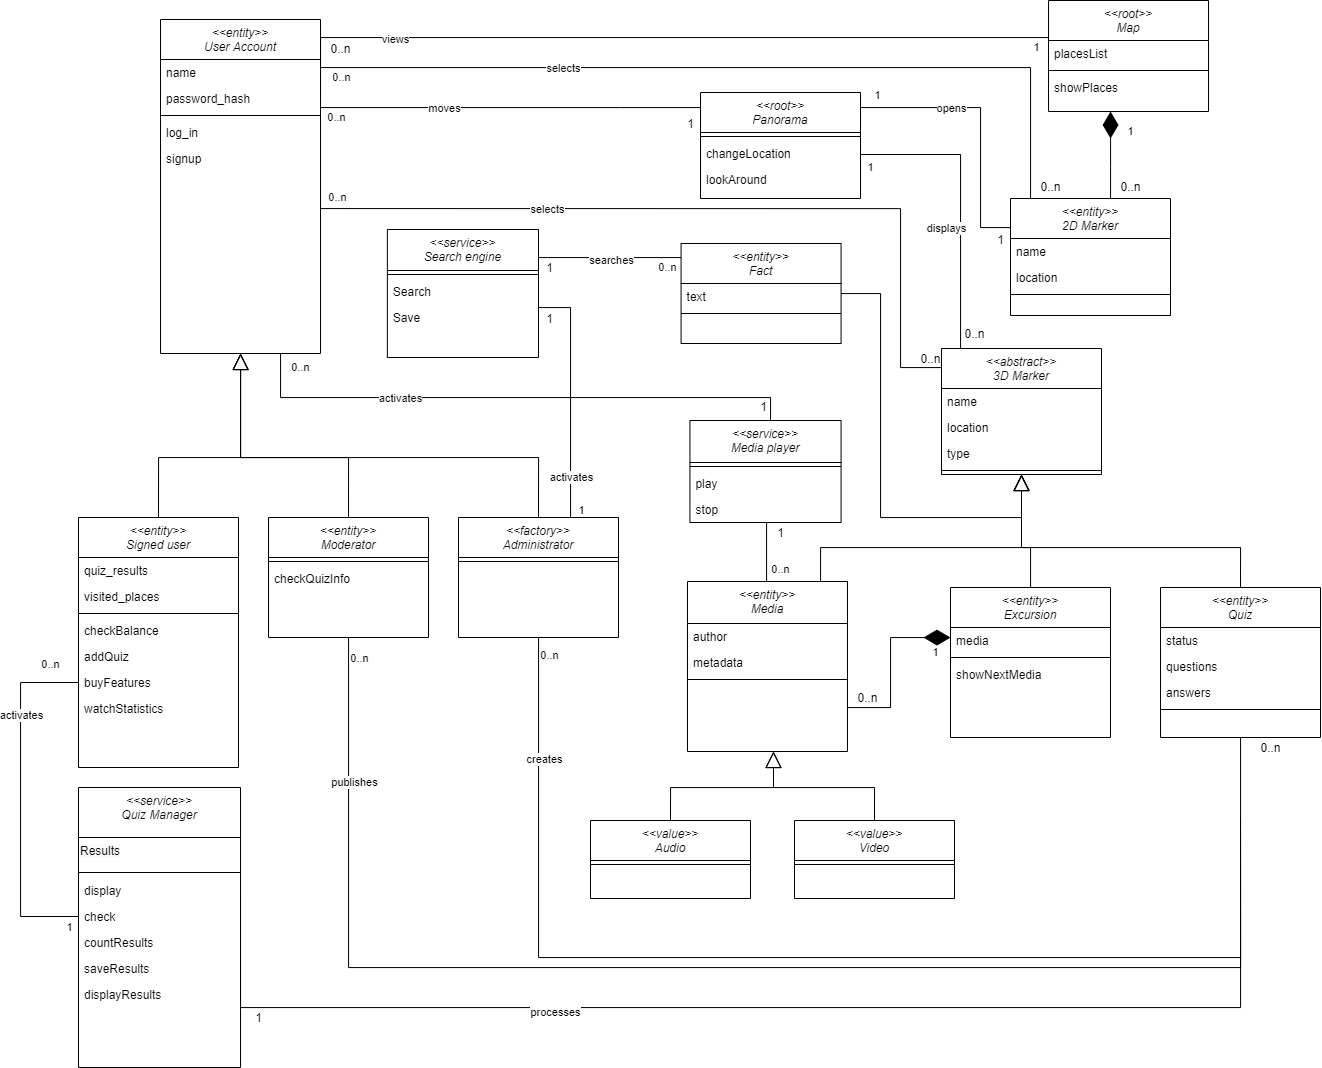 <<entity>>
User Account
name
password_hash
log_in
signup
views
0..n
1
<<root>>
Map
placesList
showPlaces
selects
0..n
moves
0..n
1
<<root>>
Panorama
changeLocation
lookAround
1
opens
1
1
displays
0..n
1
0..n
0..n
<<entity>>
2D Marker
name
location
0..n
selects
0..n
<<service>>
Search engine
Search
Save
1
searches
0..n
<<entity>>
Fact
text
1
activates
1
<<abstract>>
3D Marker
name
location
type
0..n
activates
1
<<service>>
Media player
play
stop
1
0..n
<<entity>>
Signed user
quiz_results
visited_places
checkBalance
addQuiz
buyFeatures
watchStatistics
<<entity>>
Moderator
checkQuizInfo
<<factory>>
Administrator
0..n
0..n
<<entity>>
Media
author
metadata
0..n
1
<<entity>>
Excursion
media
showNextMedia
<<entity>>
Quiz
status
questions
answers
0..n
0..n
activates
1
publishes
creates
<<service>>
Quiz Manager
Results
display
check
countResults
saveResults
displayResults
<<value>>
Audio
<<value>>
Video
1
processes